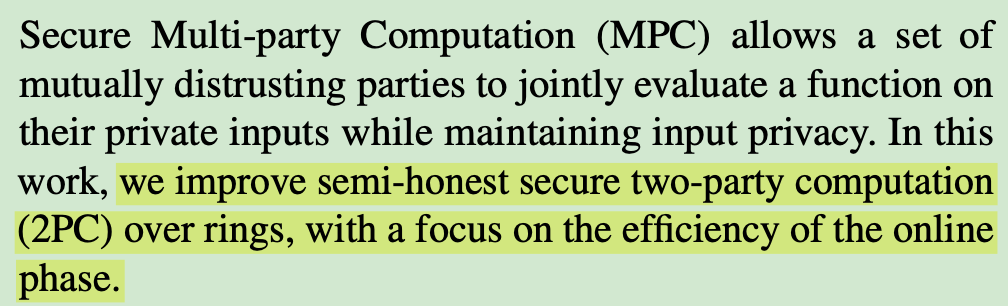 Secure Multi-party Computation (MPC) allows a set of
mutually distrusting parties to jointly evaluate a function on
their private inputs while maintaining input privacy. In this
work, we improve semi-honest secure two-party computation
(2PC) over rings, with a focus on the efficiency of the online
phase.